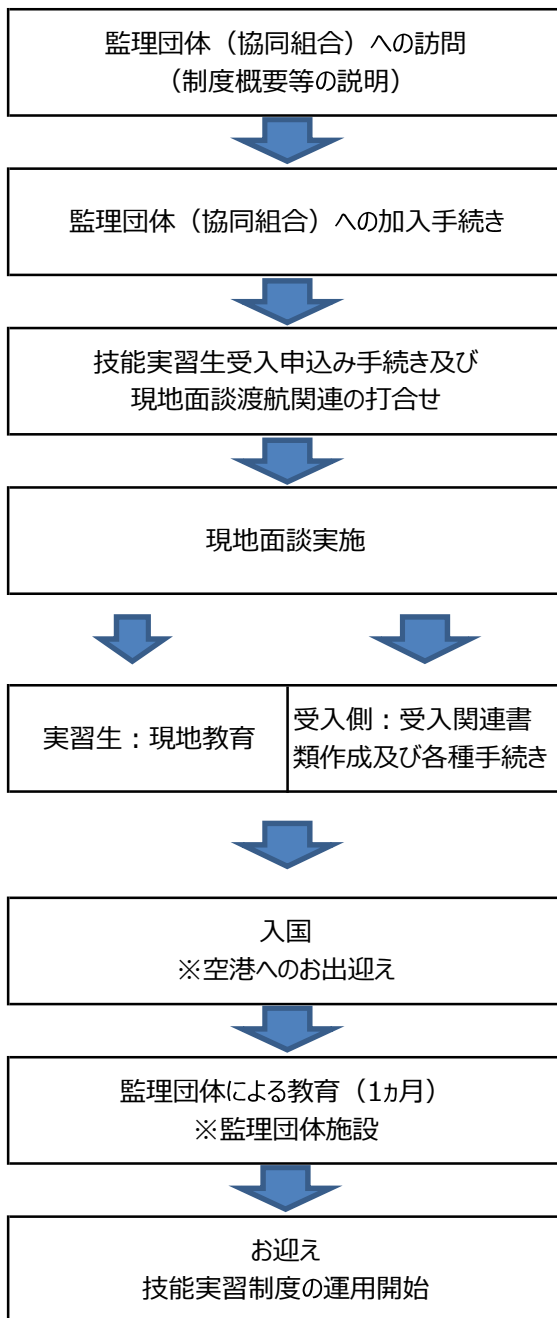 監理団体（協同組合）への訪問
（制度概要等の説明）
監理団体（協同組合）への加入手続き
技能実習生受入申込み手続き及び
現地面談渡航関連の打合せ
現地面談実施
実習生：現地教育
受入側：受入関連書
類作成及び各種手続き
入国
※空港へのお出迎え
監理団体による教育（1ヵ月）
※監理団体施設
お迎え
技能実習制度の運用開始